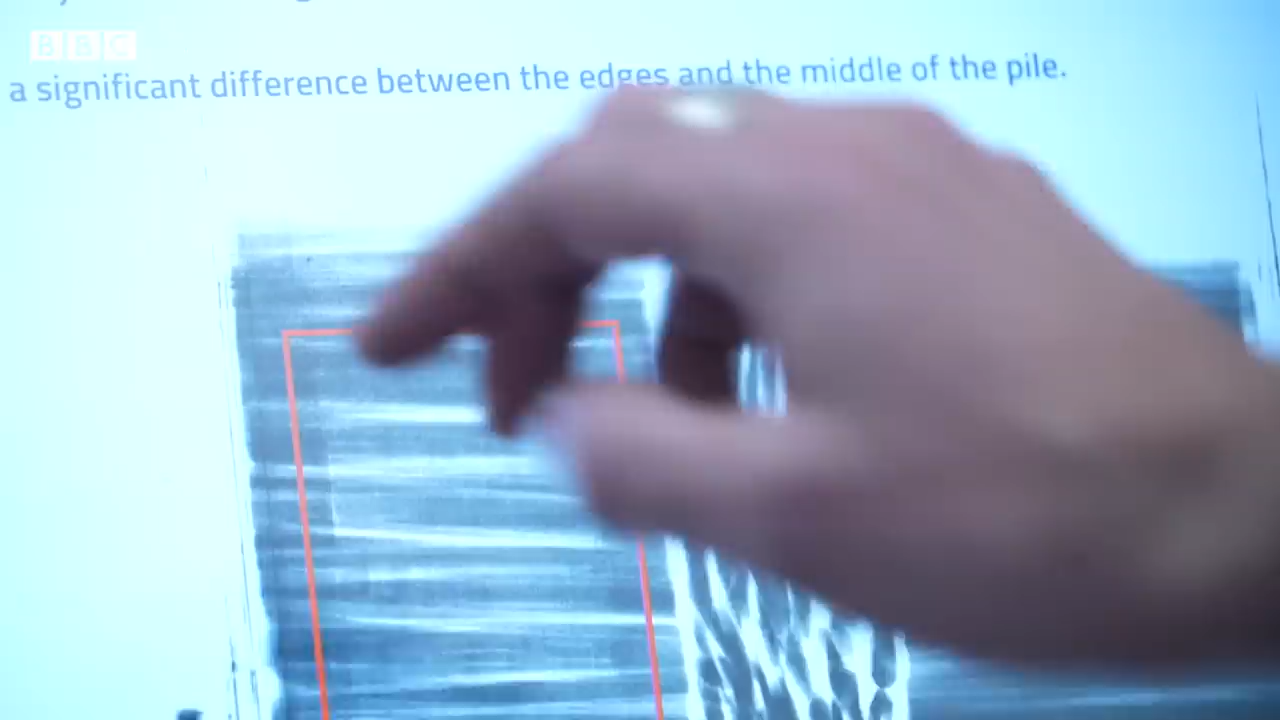 BBC
a significant difference between the edges and the middle of the pile.